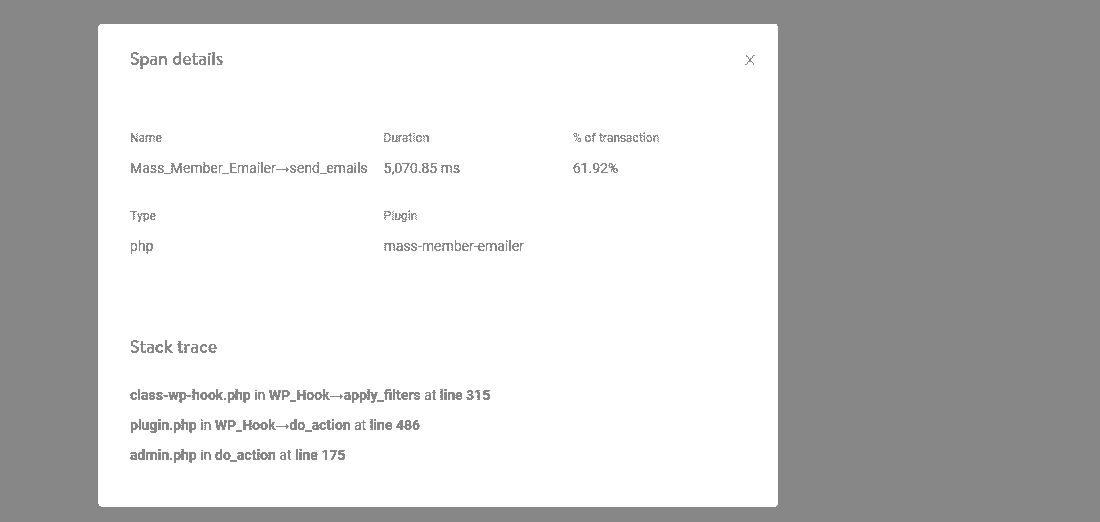 Span details
Name Duration % of transaction
Mass_Member_Emailer→send_emails 5,070.85 ms 61.92%
Type Plugin
php mass-member-emailer
Stack trace
class-wp-hook.php in WP_Hook→apply_filters at line 315
plugin.php in WP_Hook→do_action at line 486
admin.php in do_action at line 175